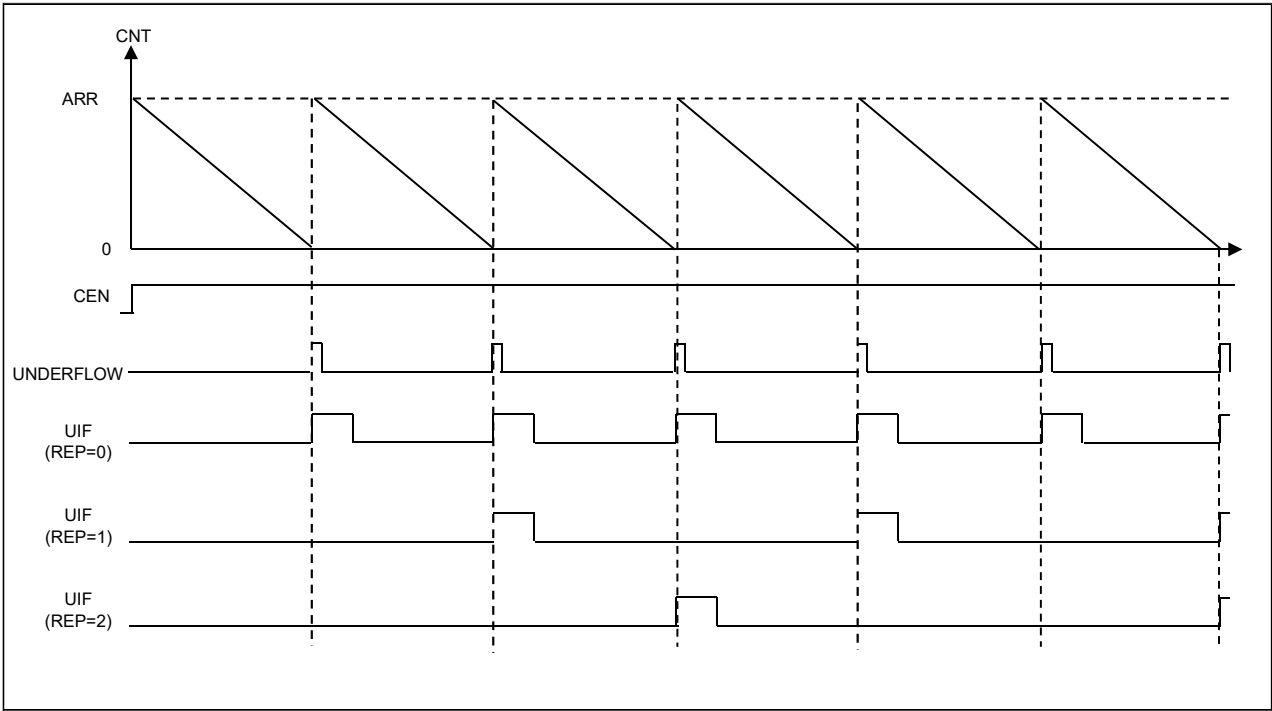 CNT
ARR
0
CEN
UNDERFLOW
UIF
(REP=0)
UIF
(REP=1)
UIF
(REP=2)